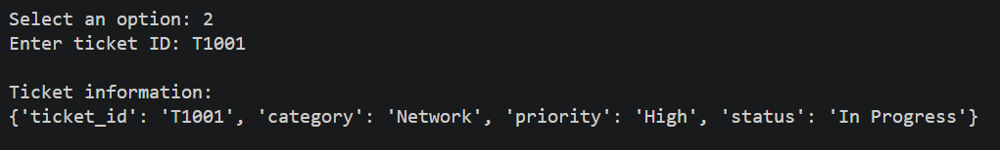 Select an option: 2
Enter ticket ID: T1001
Ticket information:
{'ticket_id': 'T1001', 'category': 'Network', 'priority': 'High', 'status': 'In Progress'}